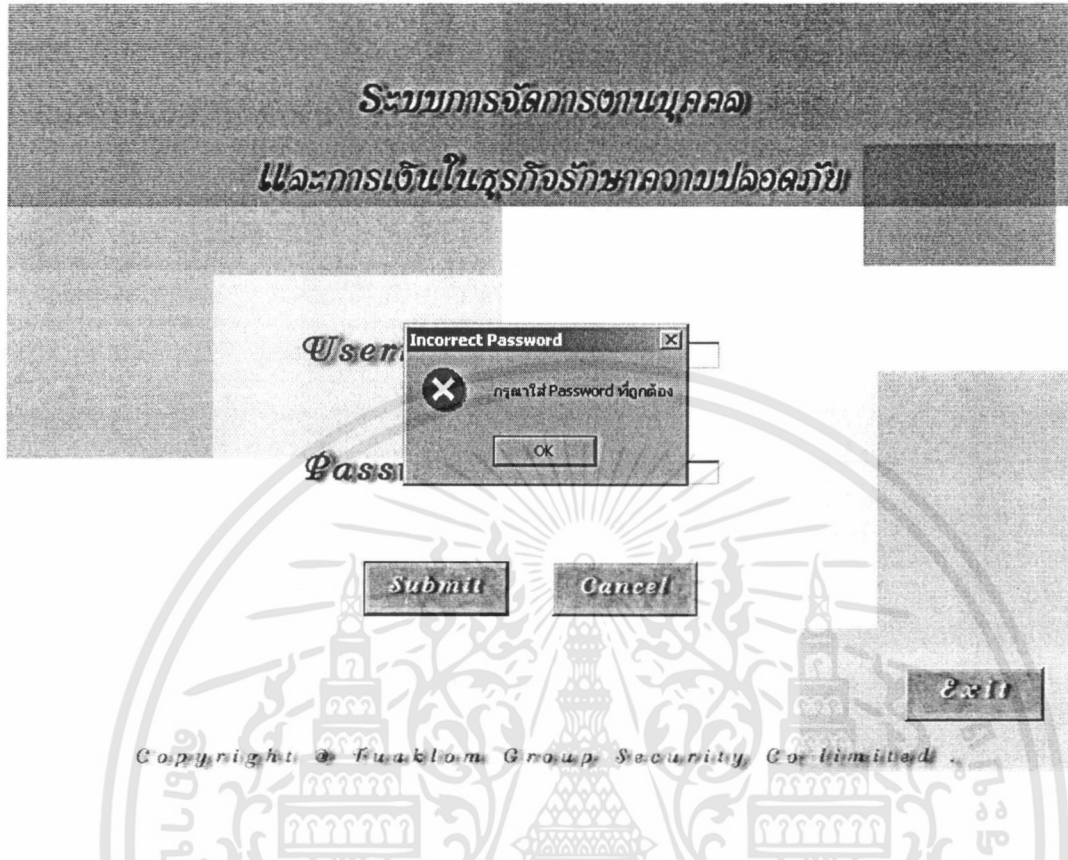 ระบบการจัดการงานบุคคล
และการเงินในธุรกิจรักษาความปลอดภัย
Incorrect Password
Usern
กรุณาใส่ Password ที่ถูกต้อง
OK
Pass
Submit Cancel
Exit
Copyright @ Tuaklom Group Security Co limited .